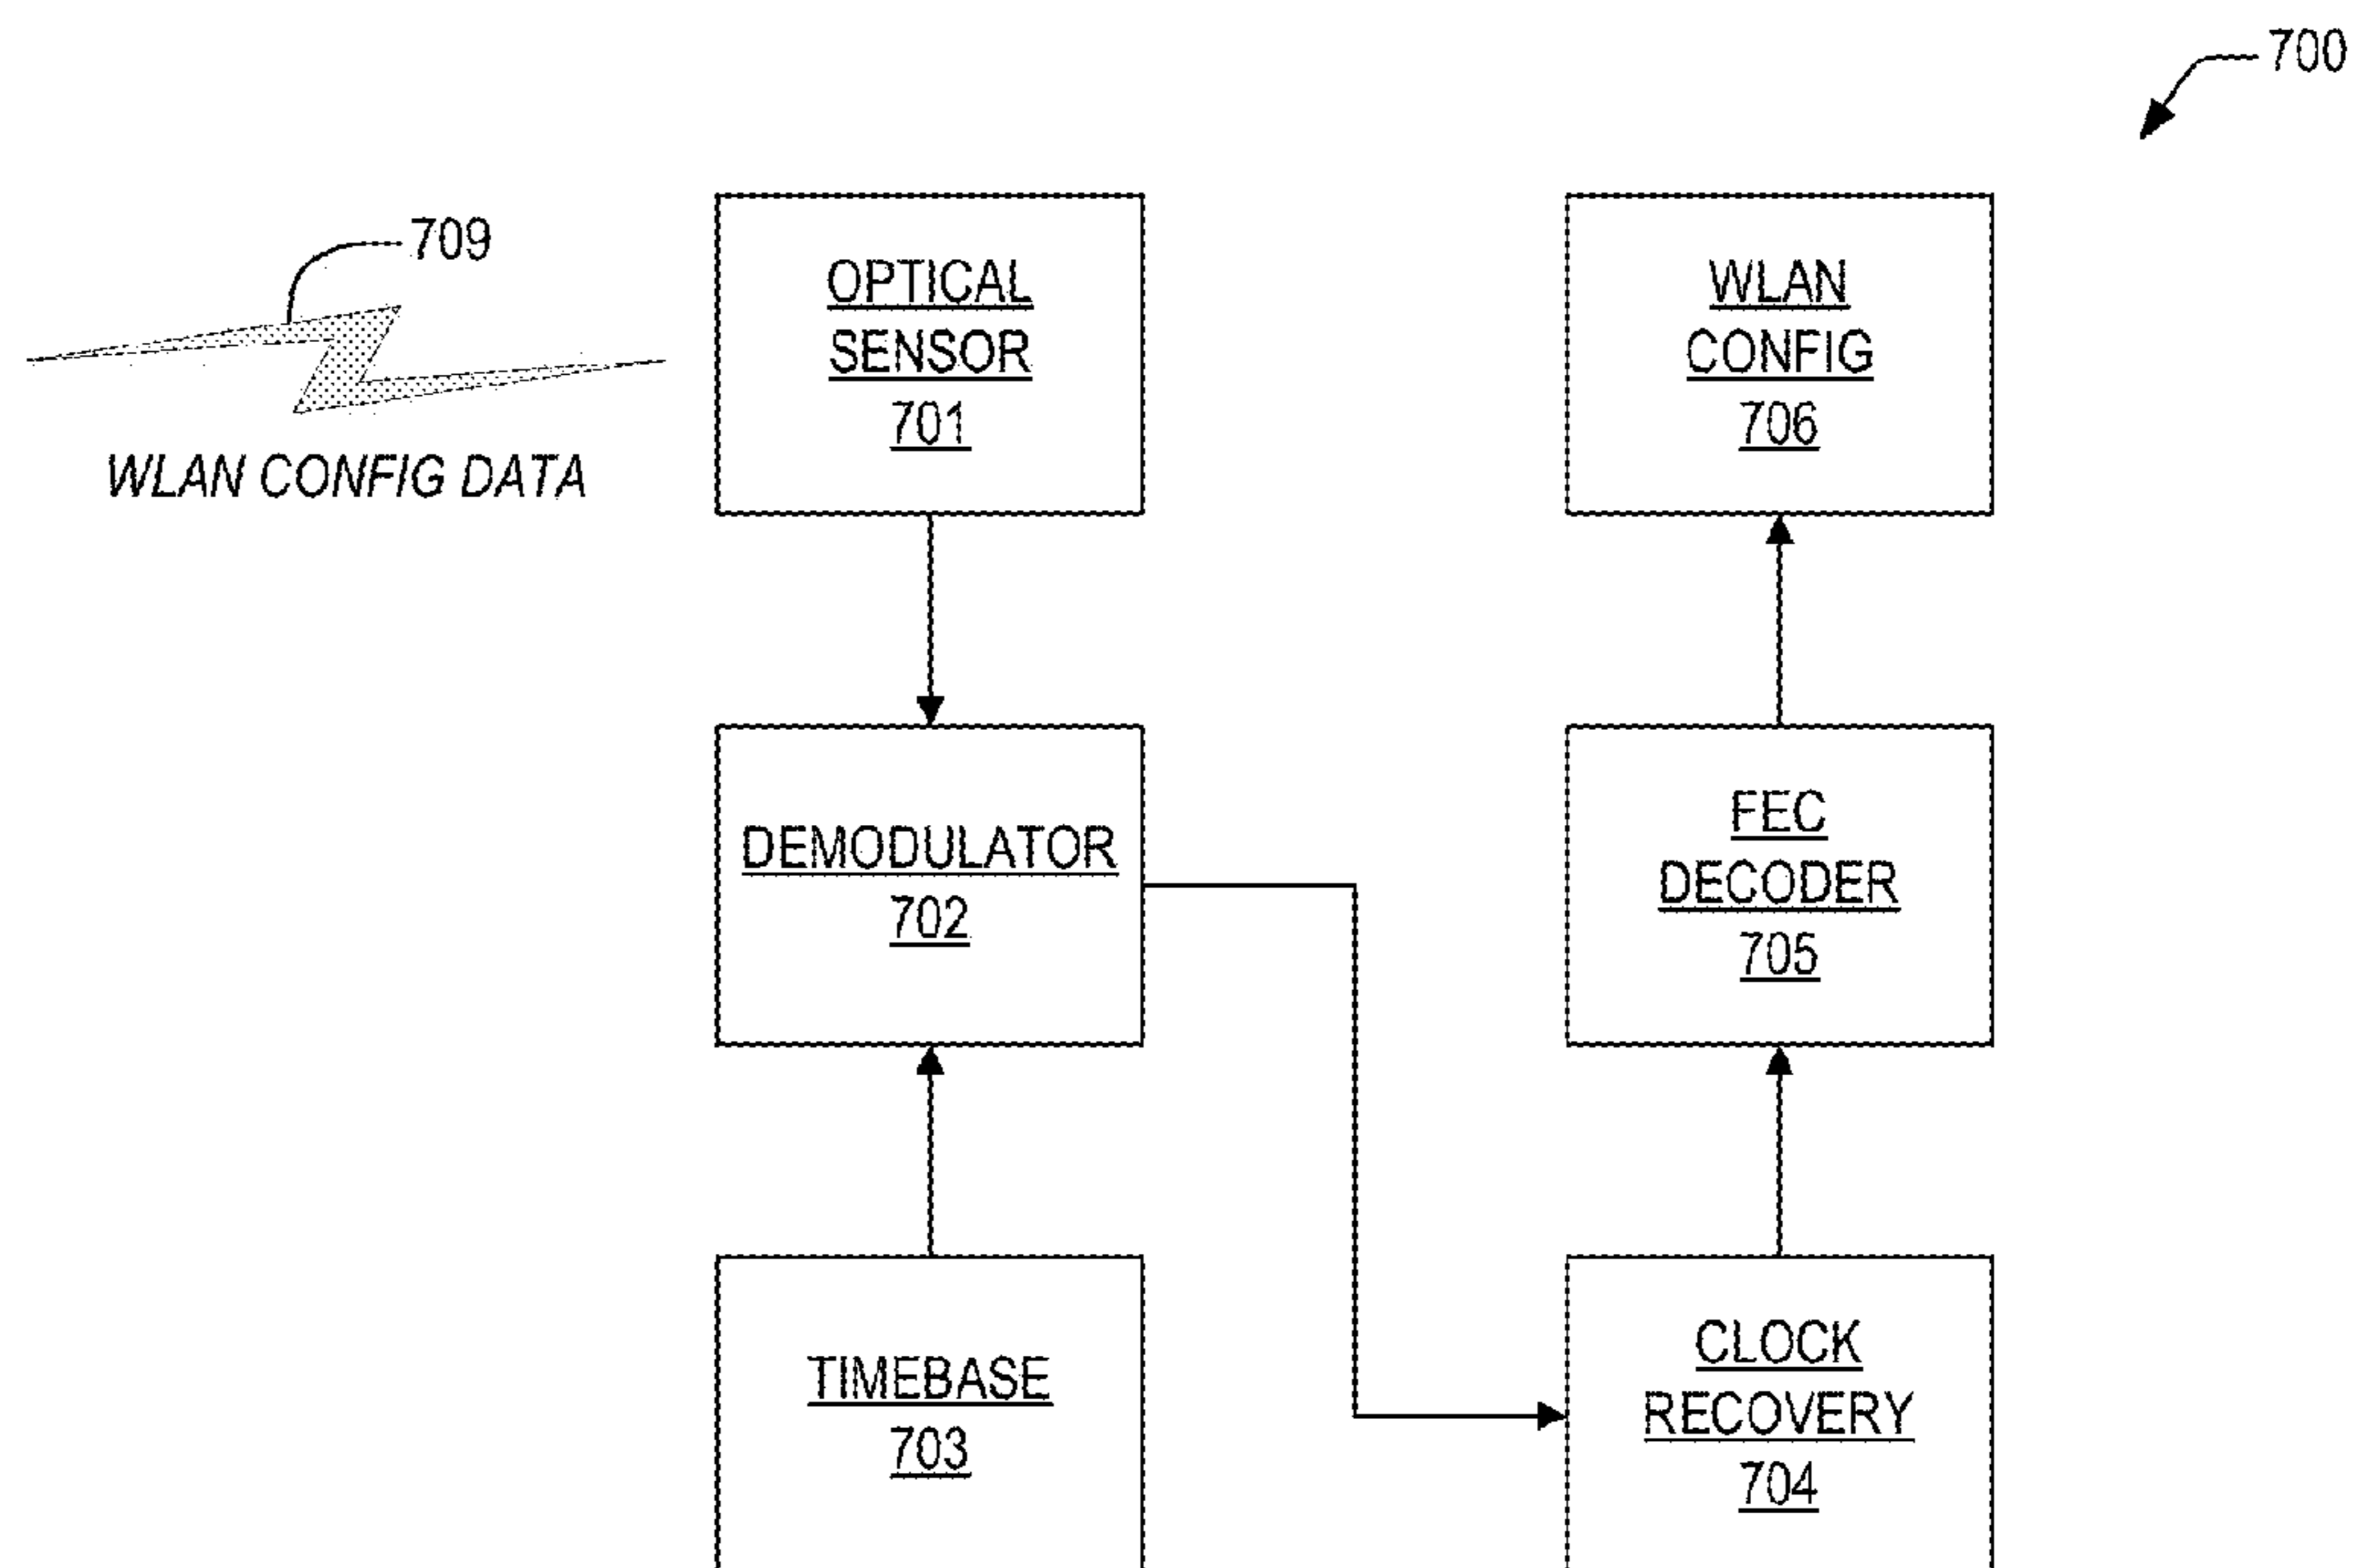 700
709
WLAN CONFIG DATA
OPTICAL
SENSOR
701
WLAN
CONFIG
706
DEMODULATOR
702
FEC
DECODER
705
TIMEBASE
703
CLOCK
RECOVERY
704